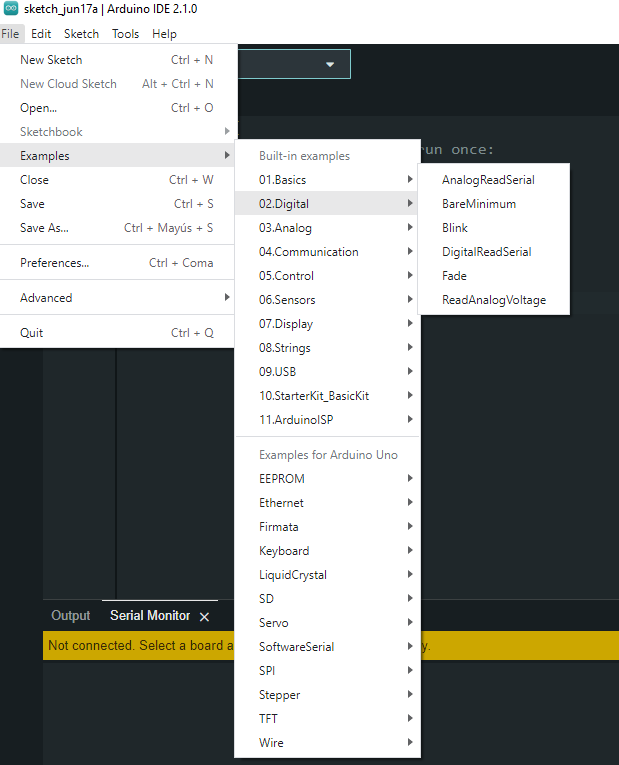 sketch_jun17a | Arduino IDE 2.1.0
File Edit Sketch Tools Help
New Sketch Ctrl + N
New Cloud Sketch Alt + Ctrl + N
Open... Ctrl + O
Sketchbook
Examples
Close Ctrl + W
Save Ctrl + S
Save As... Ctrl + Mayús + S
Preferences... Ctrl + Coma
Advanced
Quit Ctrl + Q
Built-in examples
01.Basics
02.Digital
03.Analog
04.Communication
05.Control
06.Sensors
07.Display
08.Strings
09.USB
10.StarterKit_BasicKit
11.ArduinoISP
Examples for Arduino Uno
EEPROM
Ethernet
Firmata
Keyboard
LiquidCrystal
SD
Servo
SoftwareSerial
SPI
Stepper
TFT
Wire
run once:
AnalogReadSerial
BareMinimum
Blink
DigitalReadSerial
Fade
ReadAnalogVoltage
Output Serial Monitor
Not connected. Select a board a